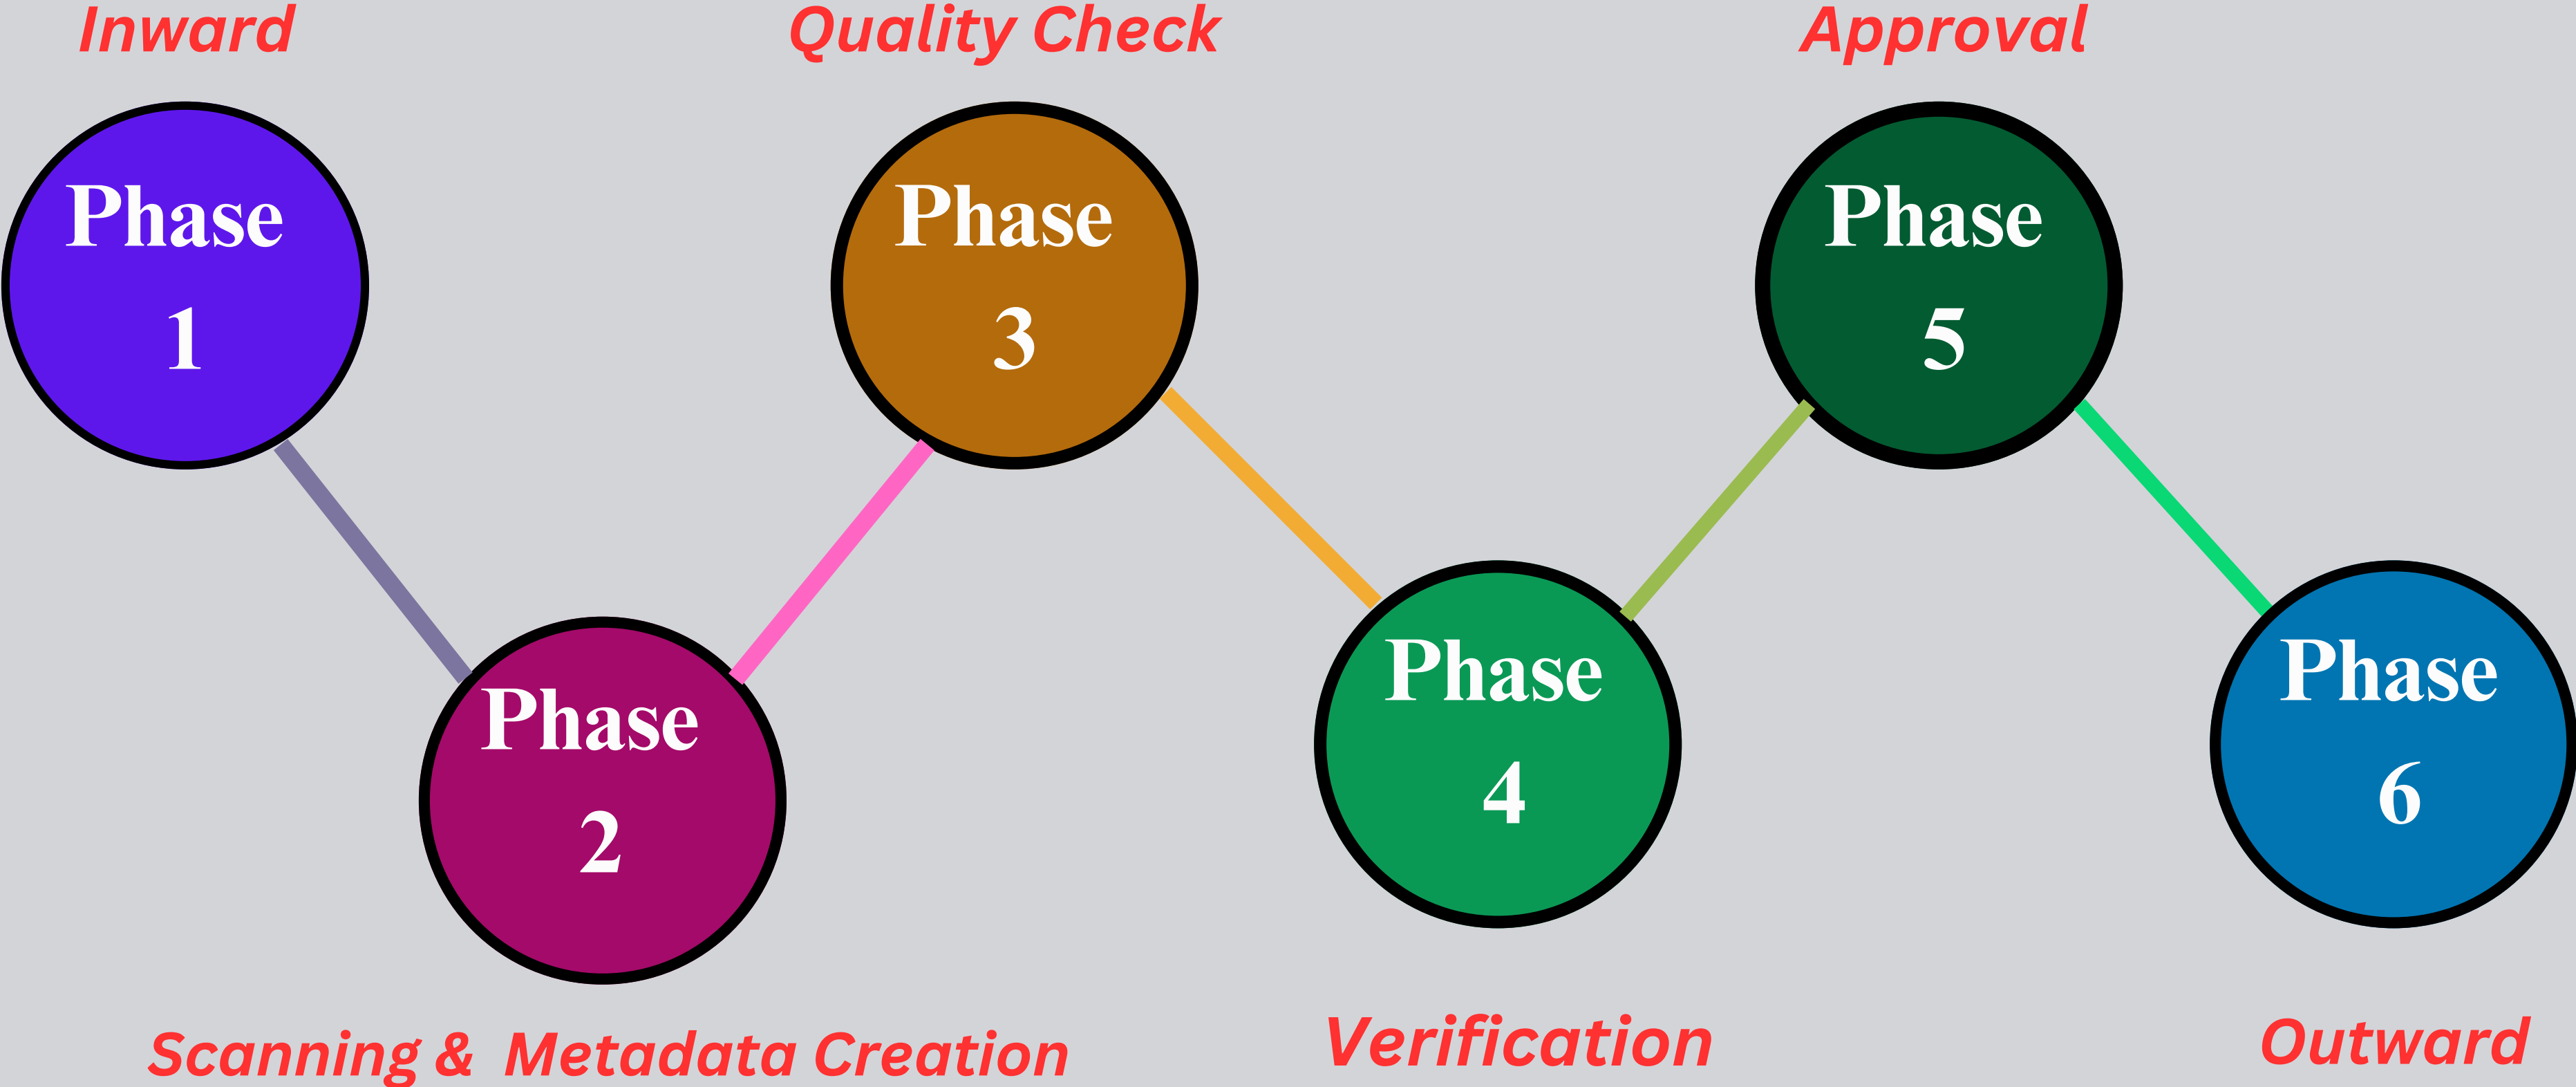 Inward
Quality Check
Approval
Phase
1
Phase
3
Phase
5
Phase
2
Phase
4
Phase
6
Scanning & Metadata Creation
Verification
Outward